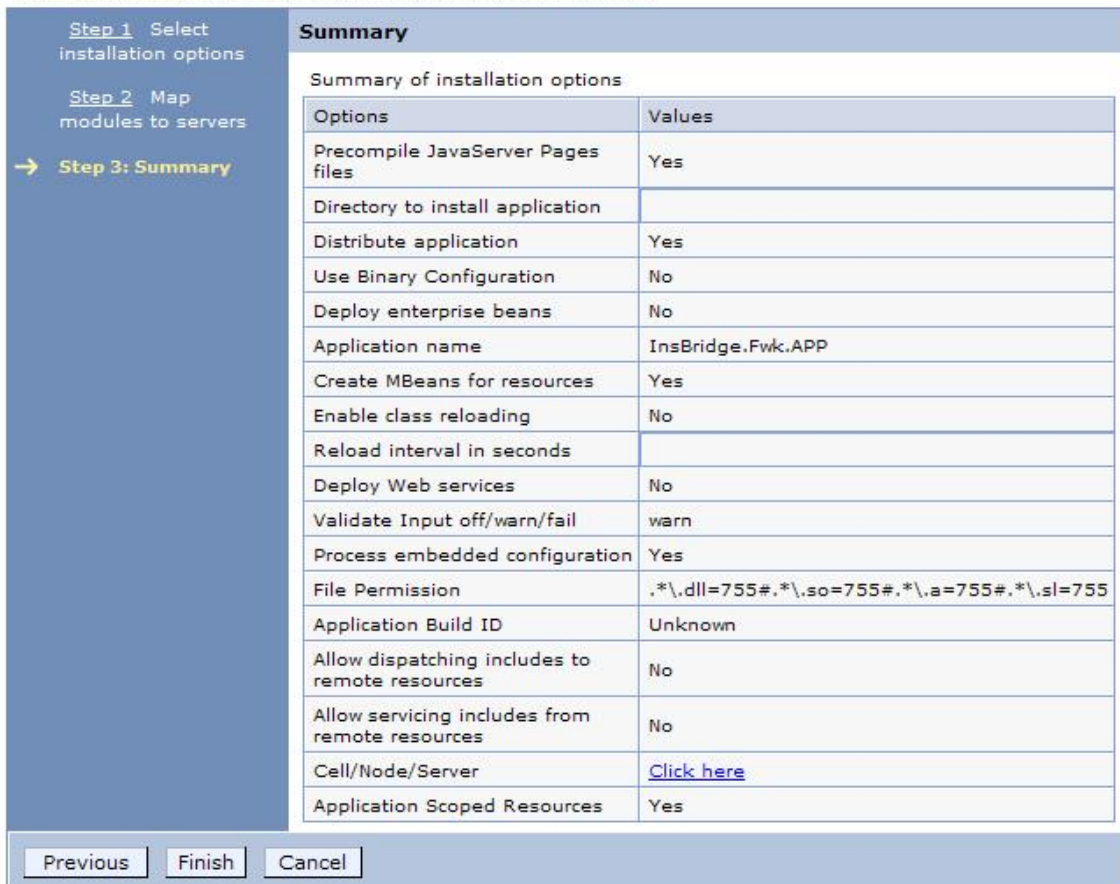 Step 1 Select
installation options
Step 2 Map
modules to servers
Step 3: Summary
Summary
Summary of installation options
Options Values
Precompile JavaServer Pages
files Yes
Directory to install application
Distribute application Yes
Use Binary Configuration No
Deploy enterprise beans No
Application name InsBridge.Fwk.APP
Create MBeans for resources Yes
Enable class reloading No
Reload interval in seconds
Deploy Web services No
Validate Input off/warn/fail warn
Process embedded configuration Yes
File Permission .*\.dll=755#.*\.so=755#.*\.a=755#.*\.sl=755
Application Build ID Unknown
Allow dispatching includes to
remote resources No
Allow servicing includes from
remote resources No
Cell/Node/Server Click here
Application Scoped Resources Yes
Previous Finish Cancel